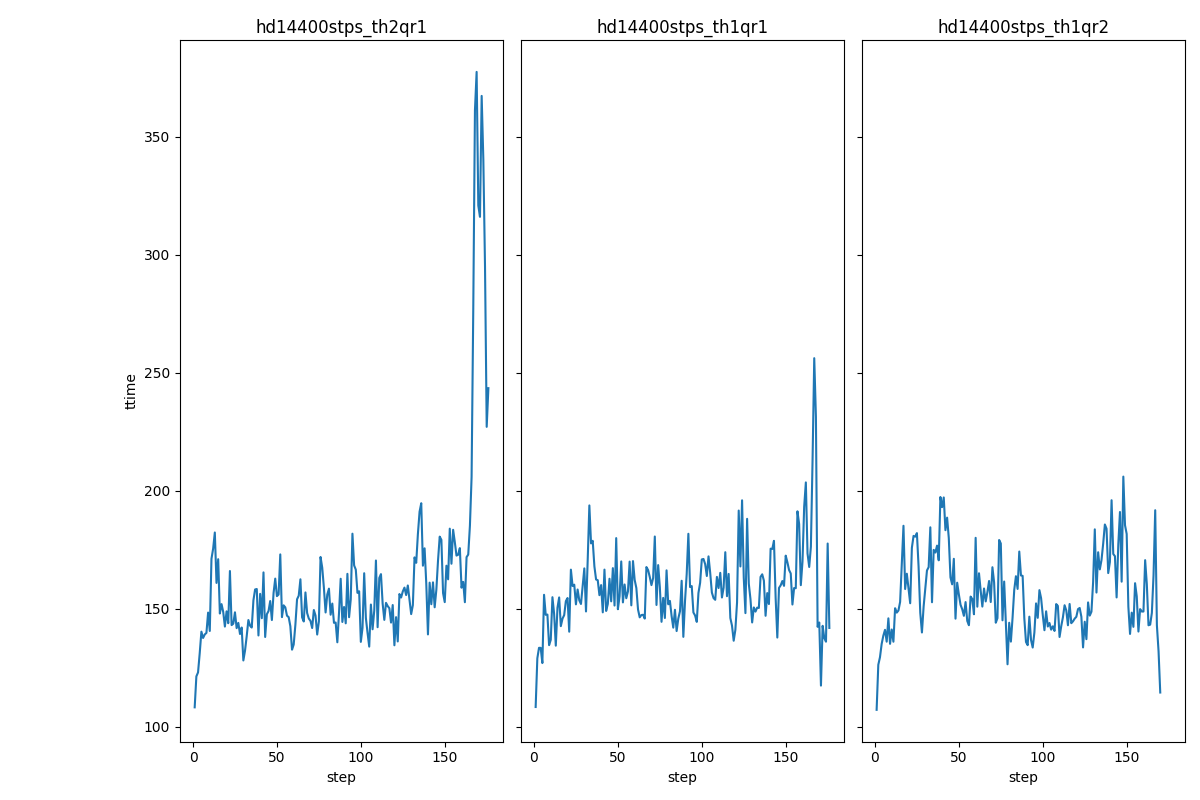 hd14400stps_th2qr1
hd14400stps_th1qr1
hd14400stps_th1qr2
ttime
350
300
250
200
150
100
0 50 100 150
0 50 100 150
0 50 100 150
step
step
step